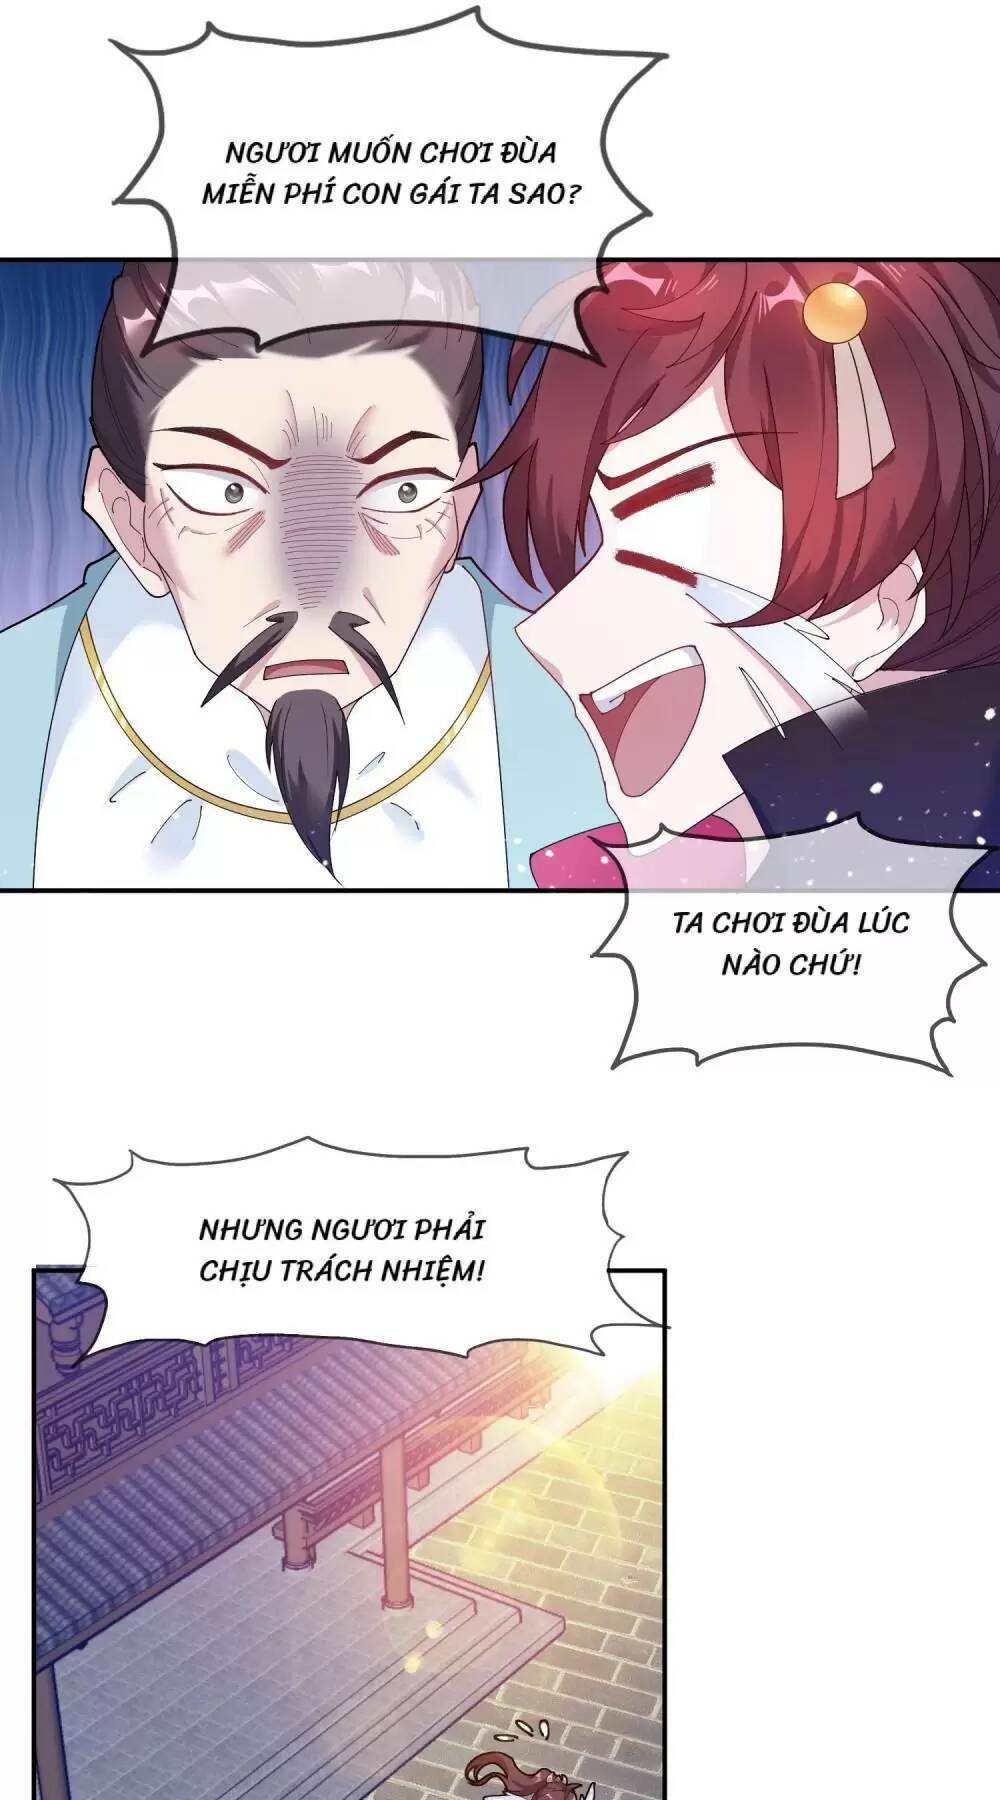 NGƯƠI MUỐN CHƠI ĐÙA
MIỄN PHÍ CON GÁI TA SAO?
TA CHƠI ĐÙA LÚC
NÀO CHỨ!
NHƯNG NGƯƠI PHẢI
CHỊU TRÁCH NHIỆM!